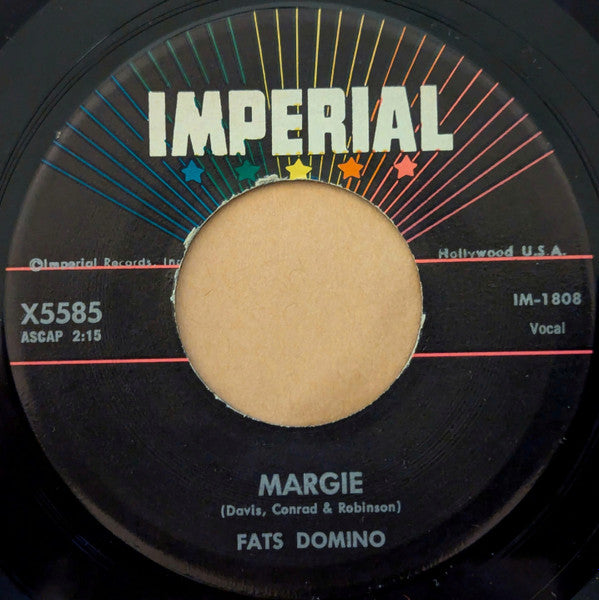 IMPERIAL
©Imperial Records, Inc
Hollywood U.S.A.
X5585
ASCAP 2:15
IM-1808
Vocal
MARGIE
(Davis, Conrad & Robinson)
FATS DOMINO